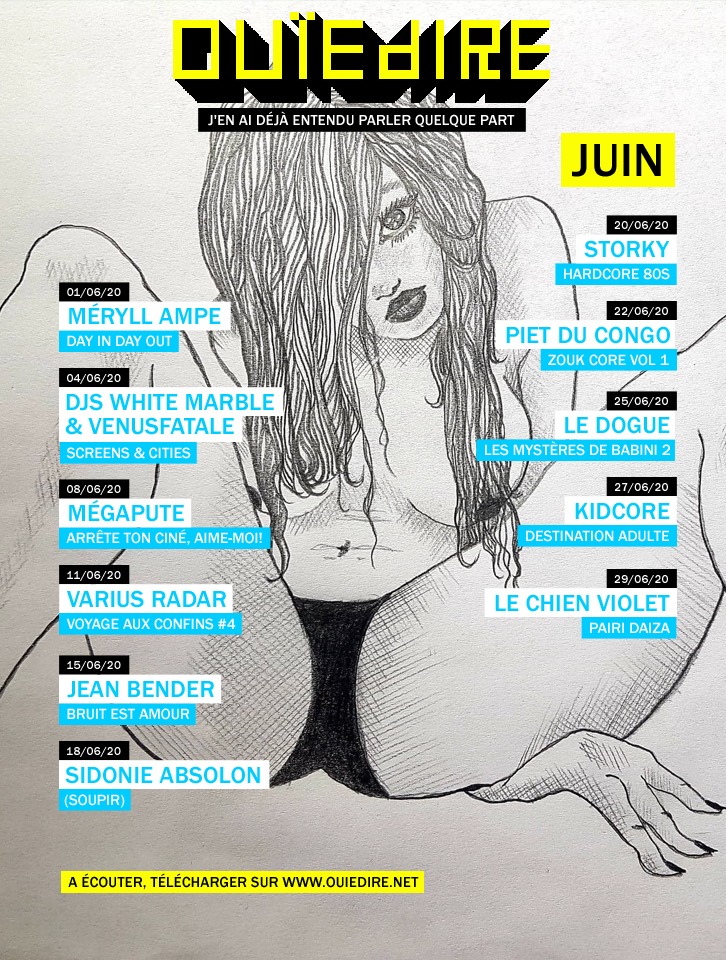 OUÏEDIRE
J'EN AI DÉJÀ ENTENDU PARLER QUELQUE PART
JUIN
01/06/20
MÉRYLL AMPE
DAY IN DAY OUT
04/06/20
DJS WHITE MARBLE
& VENUSFATALE
SCREENS & CITIES
08/06/20
MÉGAPUTE
ARRÊTE TON CINÉ, AIME-MOI!
11/06/20
VARIUS RADAR
VOYAGE AUX CONFINS #4
15/06/20
JEAN BENDER
BRUIT EST AMOUR
18/06/20
SIDONIE ABSOLON
(SOUPIR)
20/06/20
STORKY
HARDCORE 80S
22/06/20
PIET DU CONGO
ZOUK CORE VOL 1
25/06/20
LE DOGUE
LES MYSTÈRES DE BABINI 2
27/06/20
KIDCORE
DESTINATION ADULTE
29/06/20
LE CHIEN VIOLET
PAIRI DAIZA
A ÉCOUTER, TÉLÉCHARGER SUR WWW.OUIEDIRE.NET